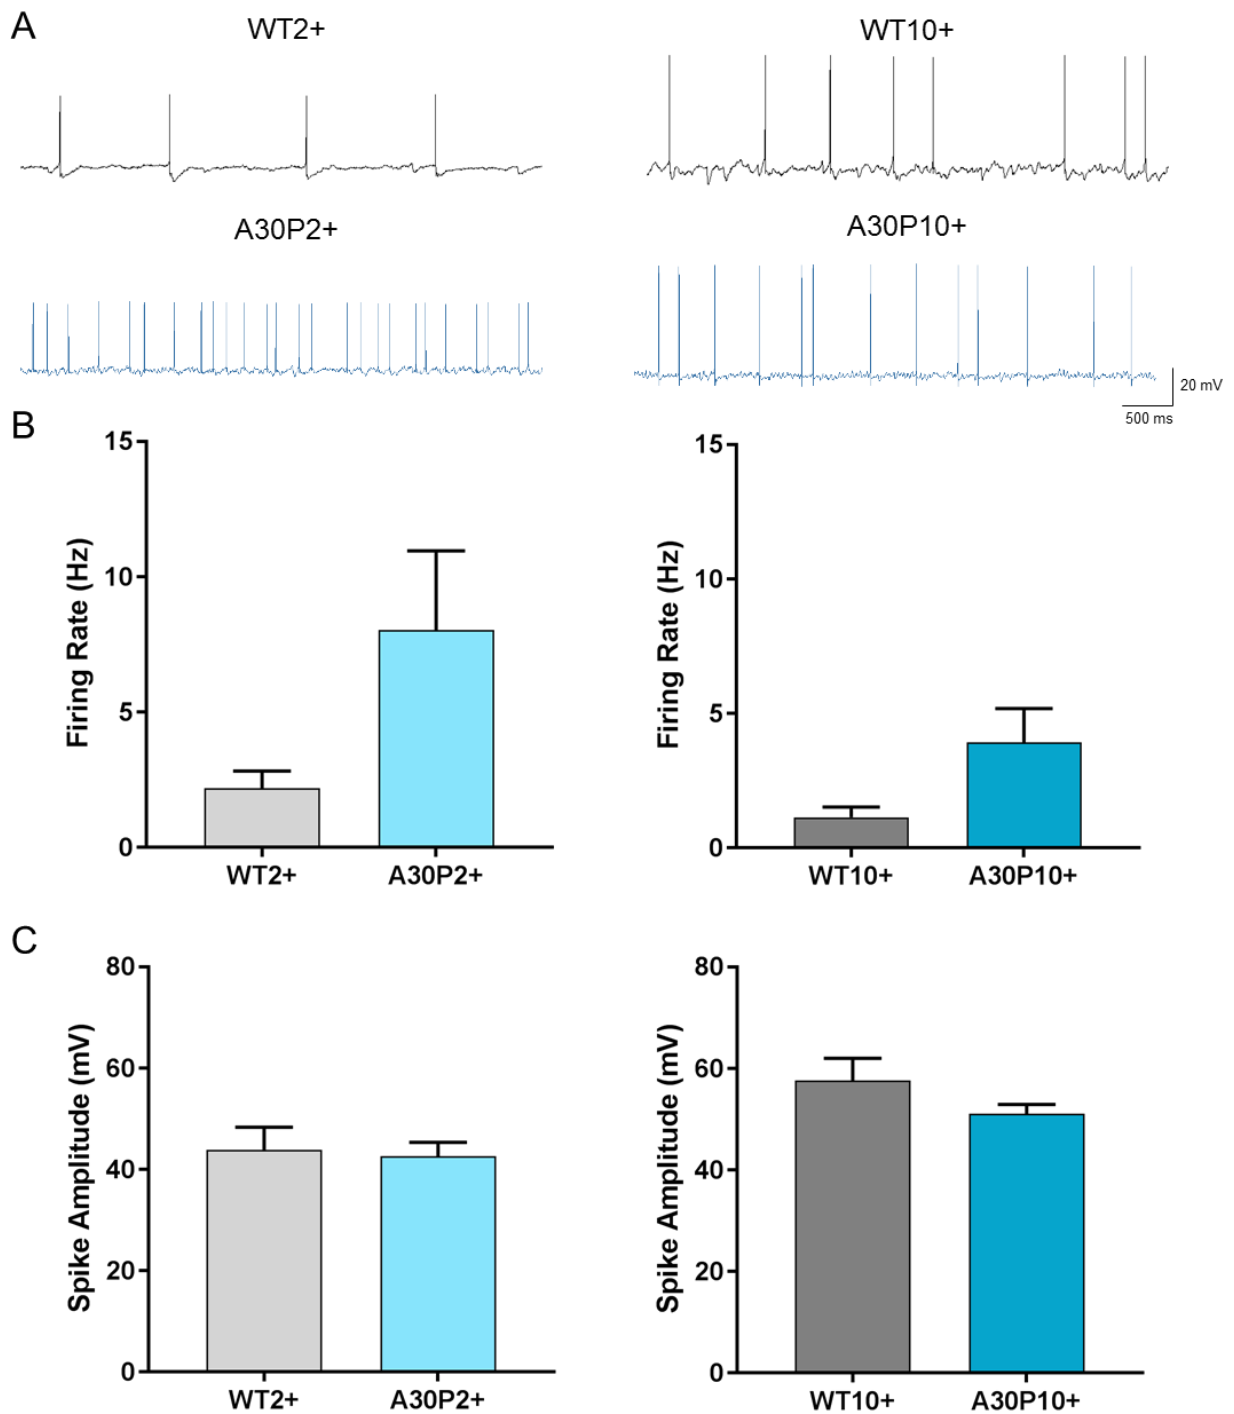 A
WT2+
WT10+
A30P2+
A30P10+
20 mV
500 ms
B
15
10
5
0
Firing Rate (Hz)
WT2+
A30P2+
15
10
5
0
Firing Rate (Hz)
WT10+
A30P10+
C
80
60
40
20
0
Spike Amplitude (mV)
WT2+
A30P2+
80
60
40
20
0
Spike Amplitude (mV)
WT10+
A30P10+